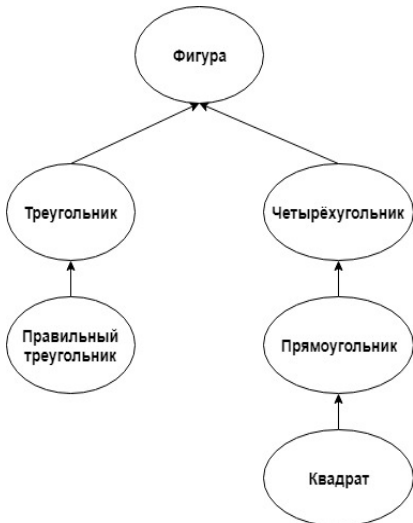 Фигура
Треугольник
Четырёхугольник
Правильный
треугольник
Прямоугольник
Квадрат